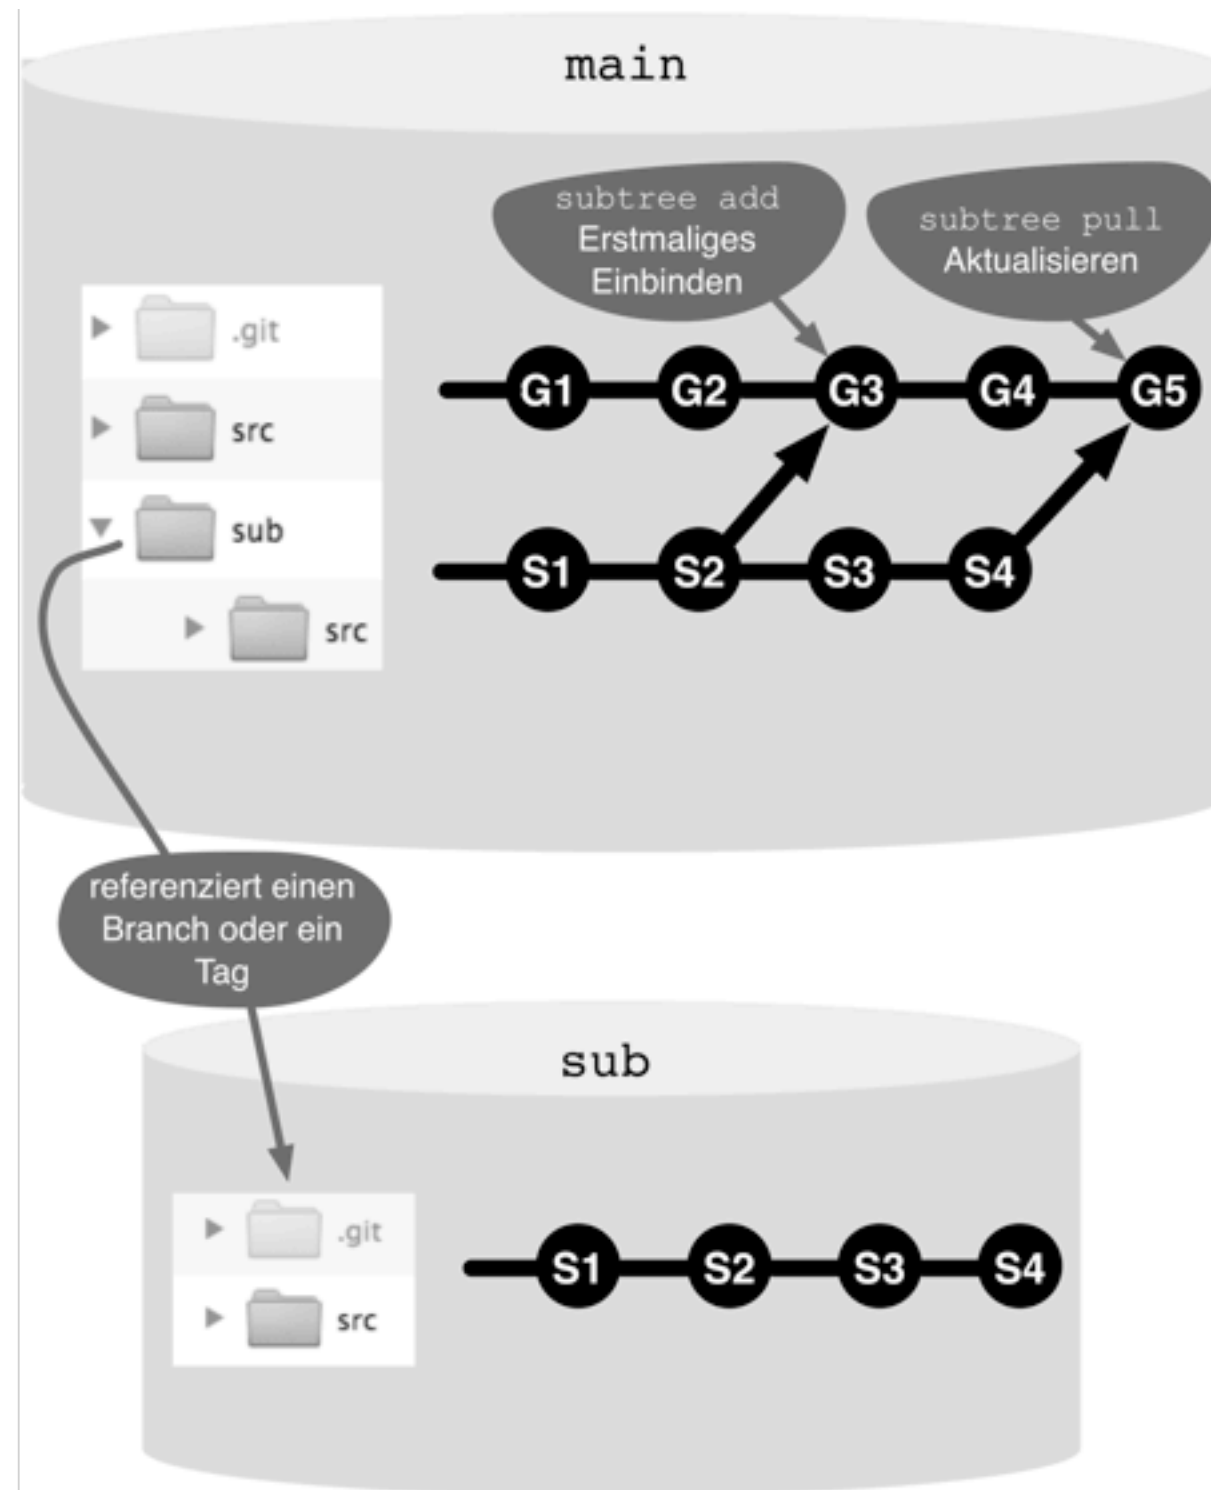 main
subtree add
Erstmaliges
Einbinden
subtree pull
Aktualisieren
.git
src
sub
src
G1 G2 G3 G4 G5
S1 S2 S3 S4
referenziert einen
Branch oder ein
Tag
sub
.git
src
S1 S2 S3 S4